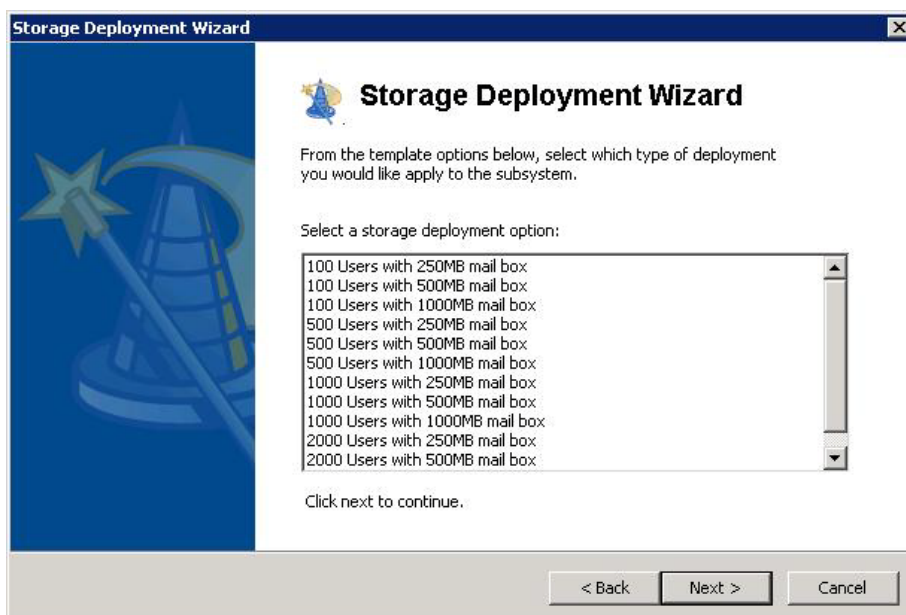 Storage Deployment Wizard
Storage Deployment Wizard
From the template options below, select which type of deployment
you would like apply to the subsystem.
Select a storage deployment option:
100 Users with 250MB mail box
100 Users with 500MB mail box
100 Users with 1000MB mail box
500 Users with 250MB mail box
500 Users with 500MB mail box
500 Users with 1000MB mail box
1000 Users with 250MB mail box
1000 Users with 500MB mail box
1000 Users with 1000MB mail box
2000 Users with 250MB mail box
2000 Users with 500MB mail box
Click next to continue.
< Back Next > Cancel